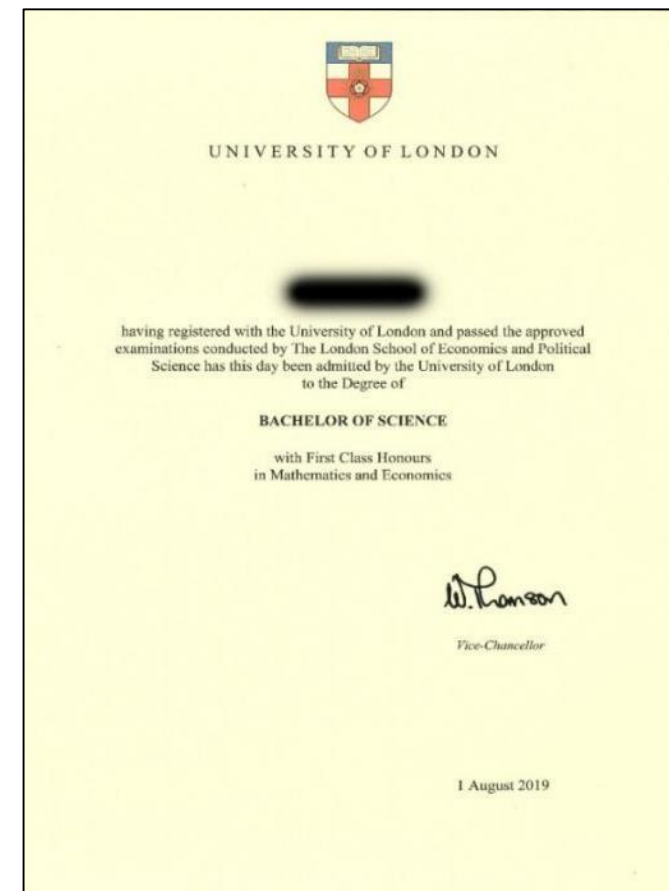 UNIVERSITY OF LONDON
having registered with the University of London and passed the approved
examinations conducted by The London School of Economics and Political
Science has this day been admitted by the University of London
to the Degree of
BACHELOR OF SCIENCE
with First Class Honours
in Mathematics and Economics
W. Thomson
Vice-Chancellor
1 August 2019